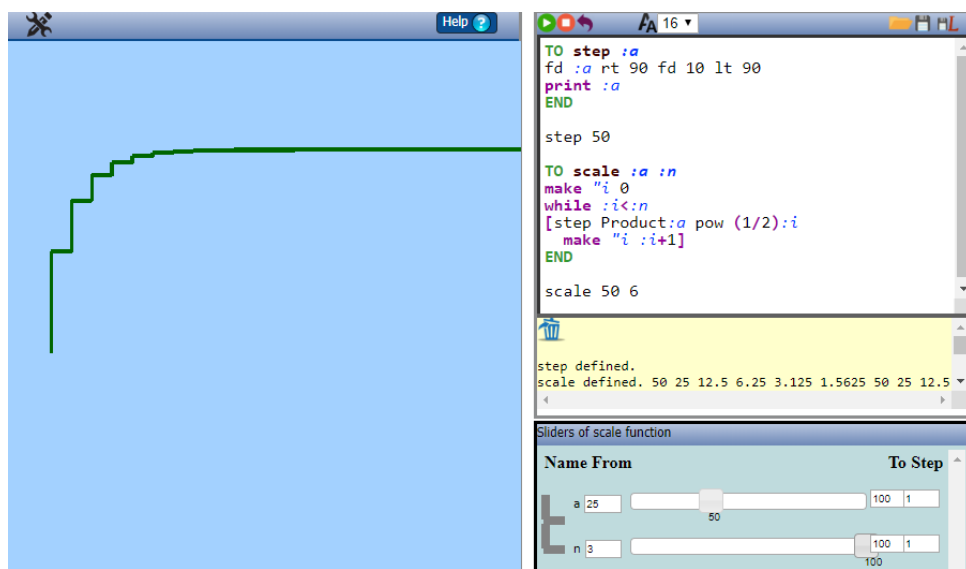 Help ?
A A 16 ▼
L
TO step :a
fd :a rt 90 fd 10 lt 90
print :a
END
step 50
TO scale :a :n
make "i 0
while :i<:n
[step Product:a pow (1/2):i
make "i :i+1]
END
scale 50 6
step defined.
scale defined. 50 25 12.5 6.25 3.125 1.5625 50 25 12.5
Sliders of scale function
Name From To Step
a 25 100 1
50
n 3 100 1
100